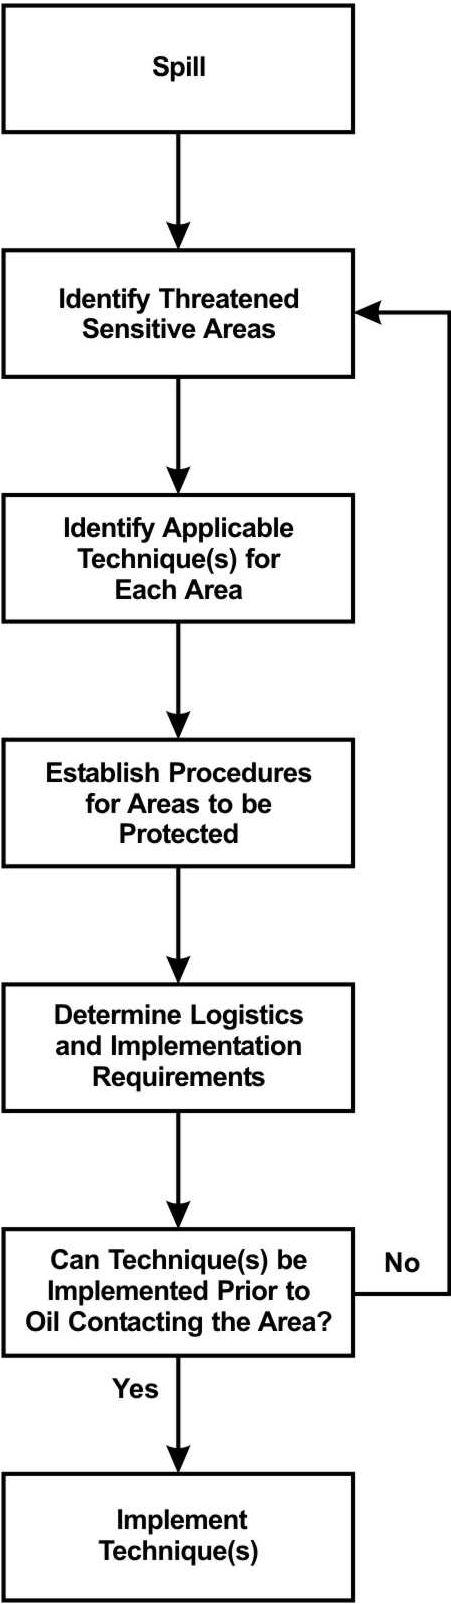 Spill
Identify Threatened
Sensitive Areas
Identify Applicable
Technique(s) for
Each Area
Establish Procedures
for Areas to be
Protected
Determine Logistics
and Implementation
Requirements
Can Technique(s) be
Implemented Prior to
Oil Contacting the Area?
No
Yes
Implement
Technique(s)